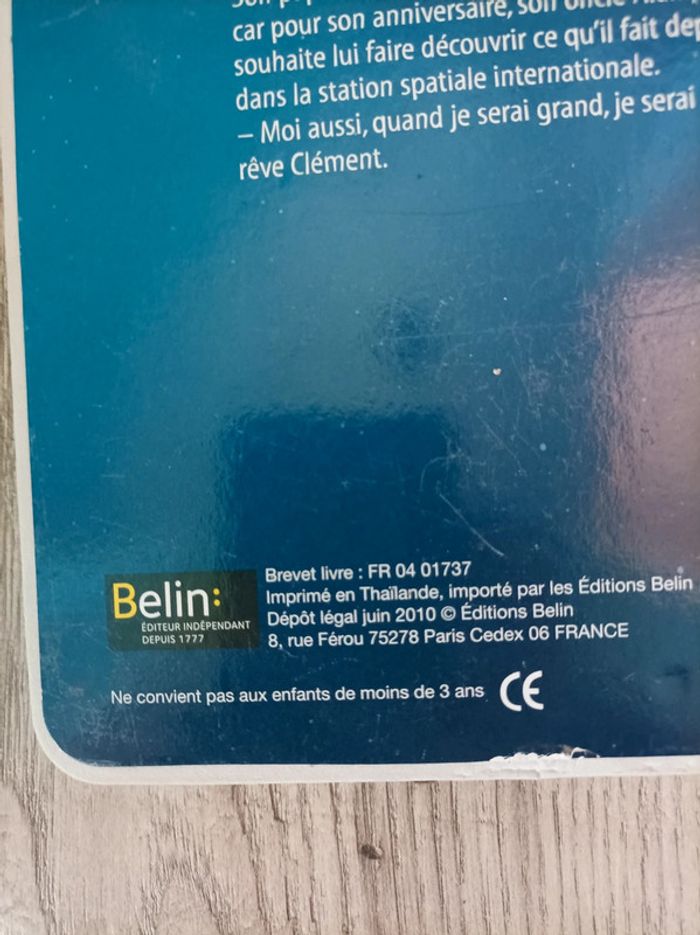 car pour son anniversaire, son oncle
souhaite lui faire découvrir ce qu'il fait
dans la station spatiale internationale.
– Moi aussi, quand je serai grand, je serai
rêve Clément.
Belin:
ÉDITEUR INDÉPENDANT
DEPUIS 1777
Brevet livre : FR 04 01737
Imprimé en Thaïlande, importé par les Éditions Belin
Dépôt légal juin 2010 © Éditions Belin
8, rue Férou 75278 Paris Cedex 06 FRANCE
Ne convient pas aux enfants de moins de 3 ans CE